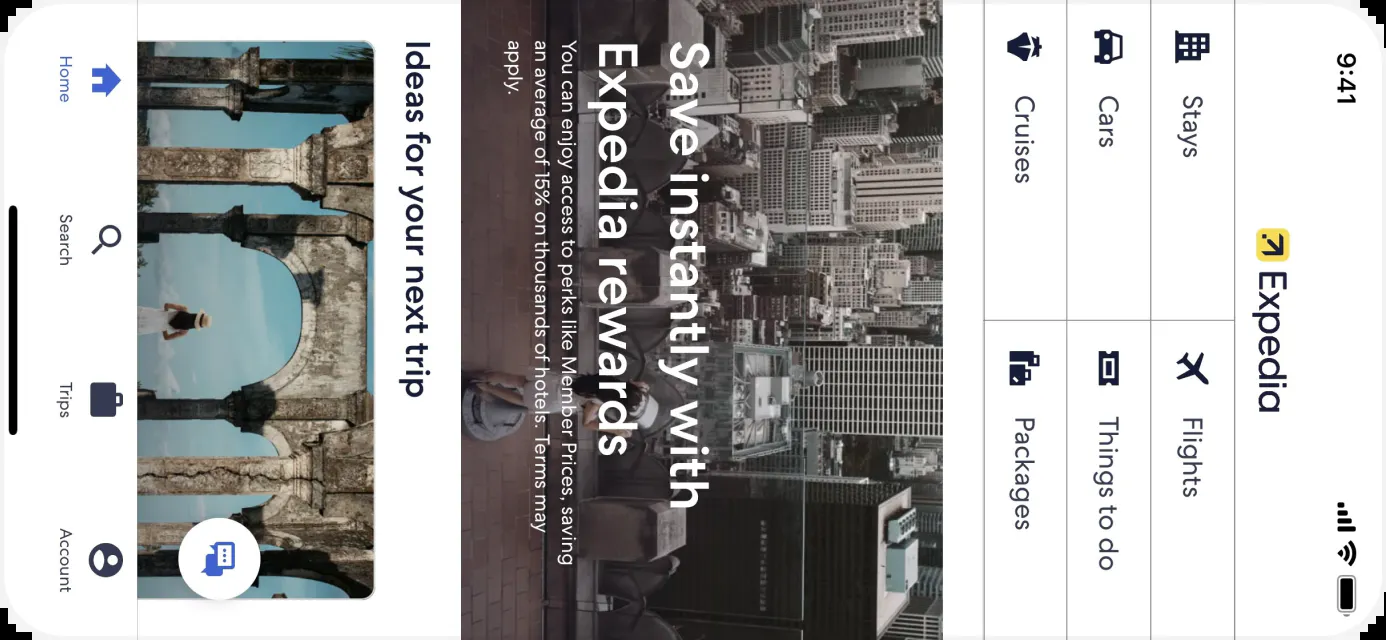 9:41
Expedia
Stays
Flights
Cars
Things to do
Cruises
Packages
Save instantly with
Expedia rewards
You can enjoy access to perks like Member Prices, saving
an average of 15% on thousands of hotels. Terms may
apply.
Ideas for your next trip
Home
Search
Trips
Account